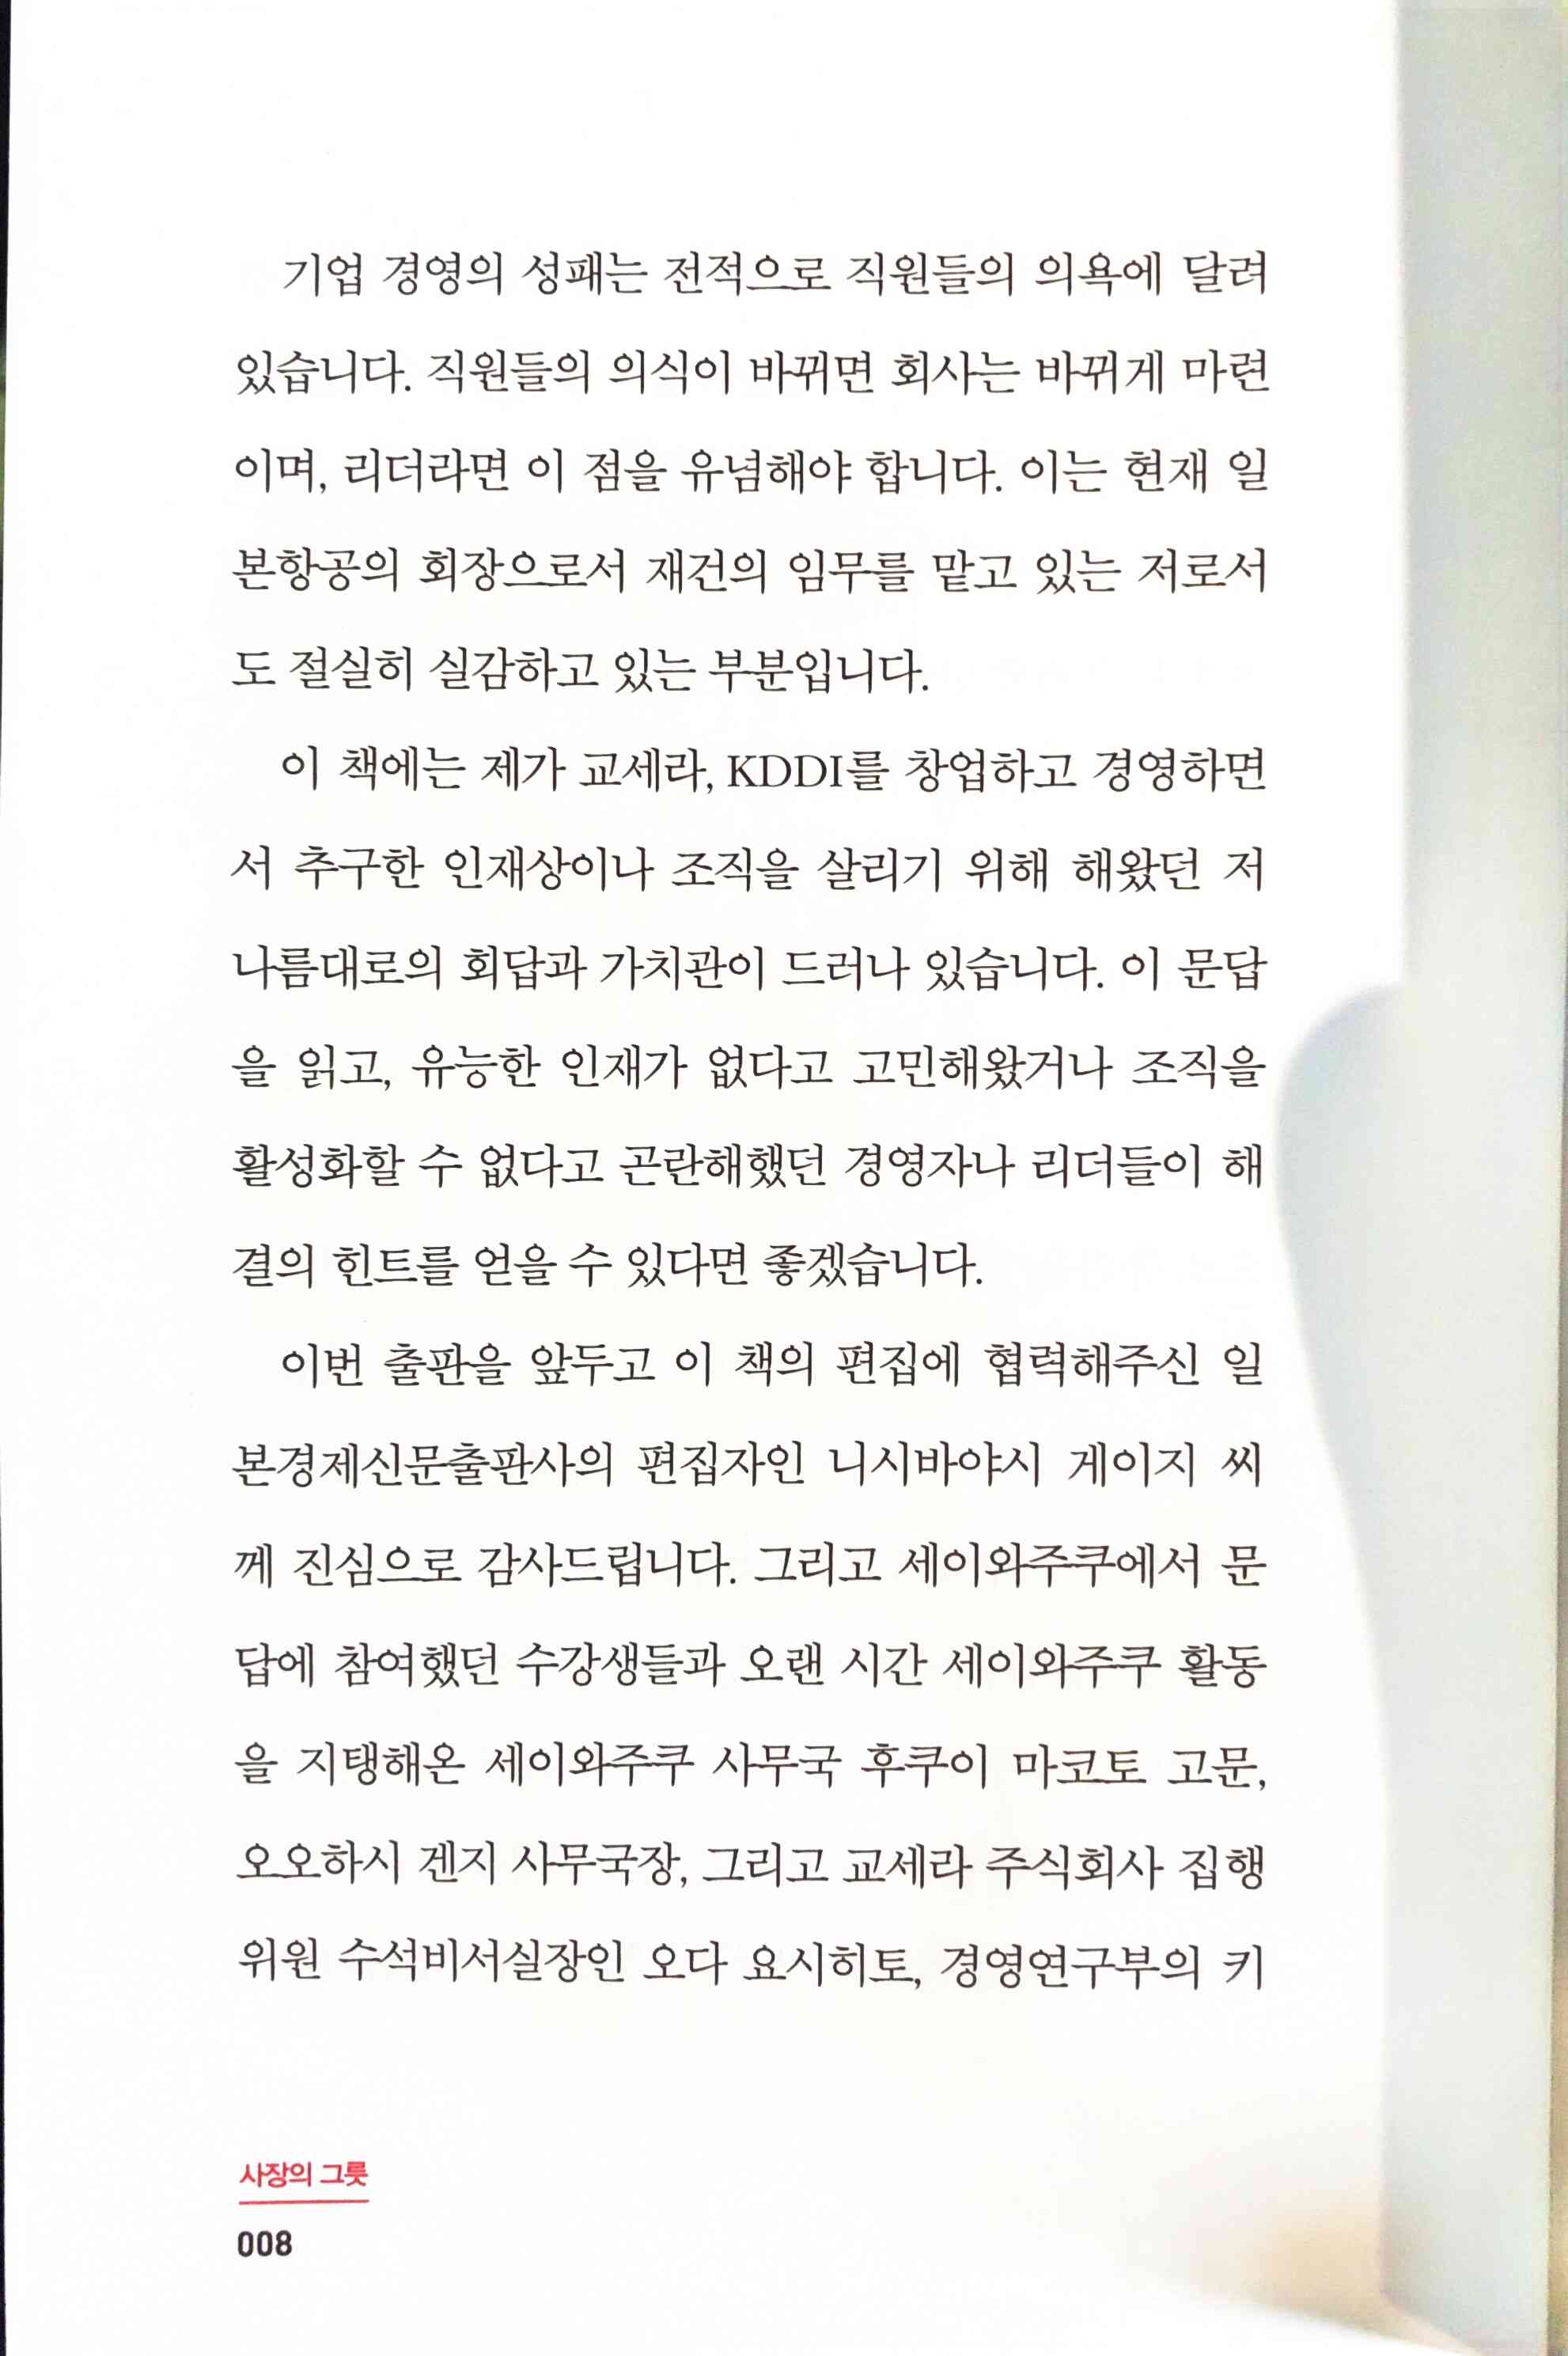 기업 경영의 성패는 전적으로 직원들의 의욕에 달려
있습니다. 직원들의 의식이 바뀌면 회사는 바뀌게 마련
이며, 리더라면 이 점을 유념해야 합니다. 이는 현재 일
본항공의 회장으로서 재건의 임무를 맡고 있는 저로서
도 절실히 실감하고 있는 부분입니다.
이 책에는 제가 교세라, KDDI를 창업하고 경영하면
서 추구한 인재상이나 조직을 살리기 위해 해왔던 저
나름대로의 회답과 가치관이 드러나 있습니다. 이 문답
을 읽고, 유능한 인재가 없다고 고민해왔거나 조직을
활성화할 수 없다고 곤란해했던 경영자나 리더들이 해
결의 힌트를 얻을 수 있다면 좋겠습니다.
이번 출판을 앞두고 이 책의 편집에 협력해주신 일
본경제신문출판사의 편집자인 니시바야시 게이지 씨
께 진심으로 감사드립니다. 그리고 세이와주쿠에서 문
답에 참여했던 수강생들과 오랜 시간 세이와주쿠 활동
을 지탱해온 세이와주쿠 사무국 후쿠이 마코토 고문,
오오하시 겐지 사무국장, 그리고 교세라 주식회사 집행
위원 수석비서실장인 오다 요시히토, 경영연구부의 키
사장의 그릇
008